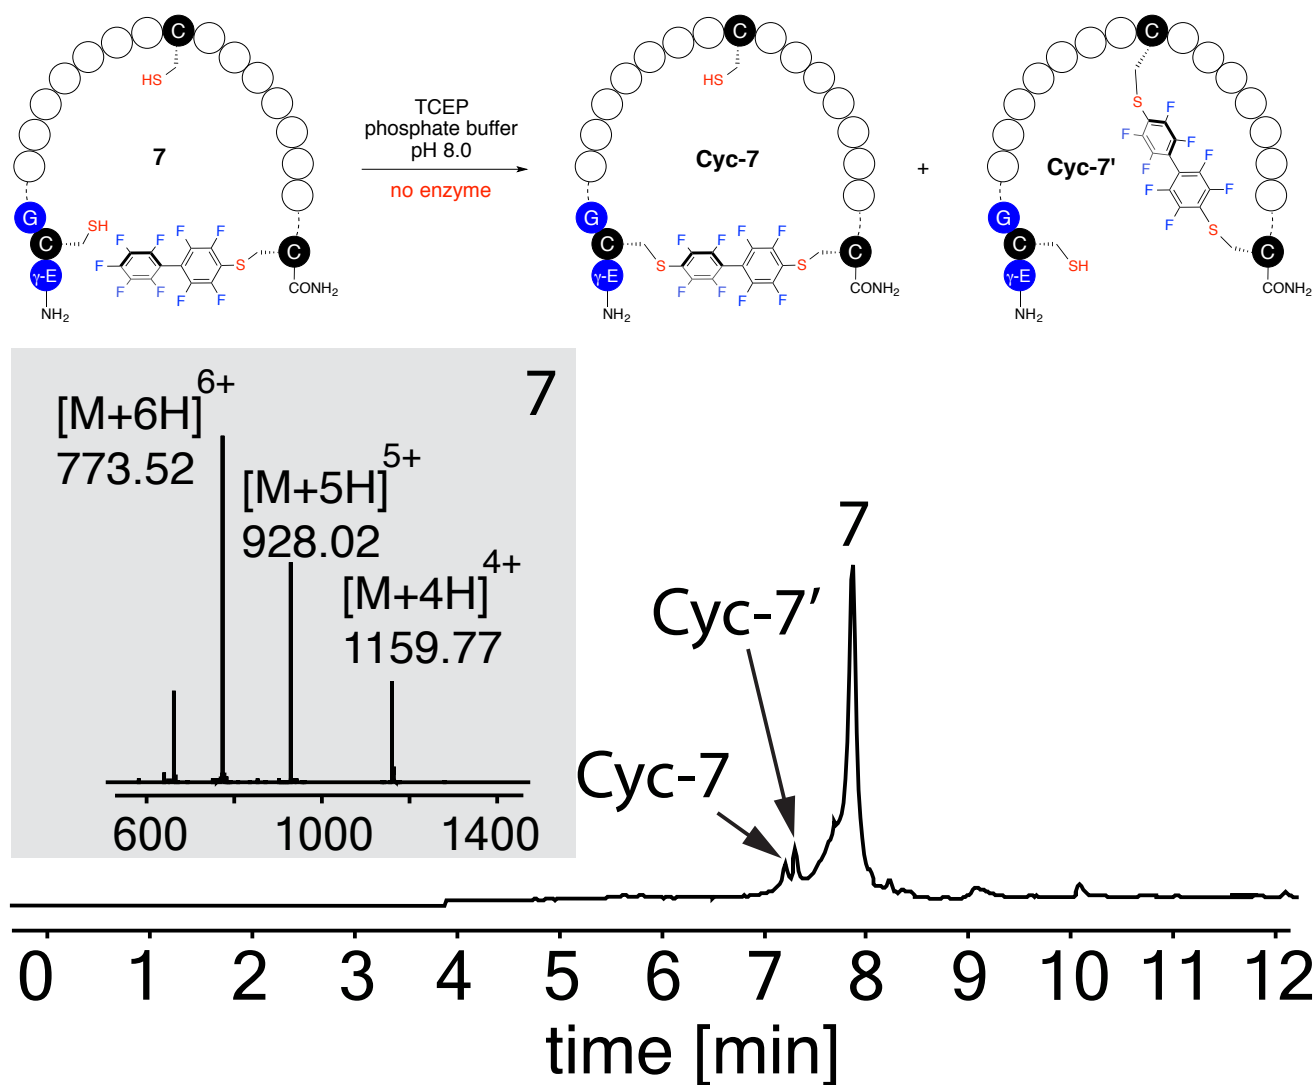 C
HS
7
G
C
SH
γ-E
NH₂
F F F F F F F F F
S
C
CONH₂
TCEP
phosphate buffer
pH 8.0
no enzyme
C
HS
Cyc-7
G
C
γ-E
NH₂
S
F F F F F F F F
S
C
CONH₂
+
C
S
F F F F F F F F
Cyc-7'
S
G
C
SH
γ-E
NH₂
C
CONH₂
7
[M+6H]6+
773.52
[M+5H]5+
928.02
[M+4H]4+
1159.77
600 1000 1400
7
Cyc-7′
Cyc-7
0 1 2 3 4 5 6 7 8 9 10 11 12
time [min]